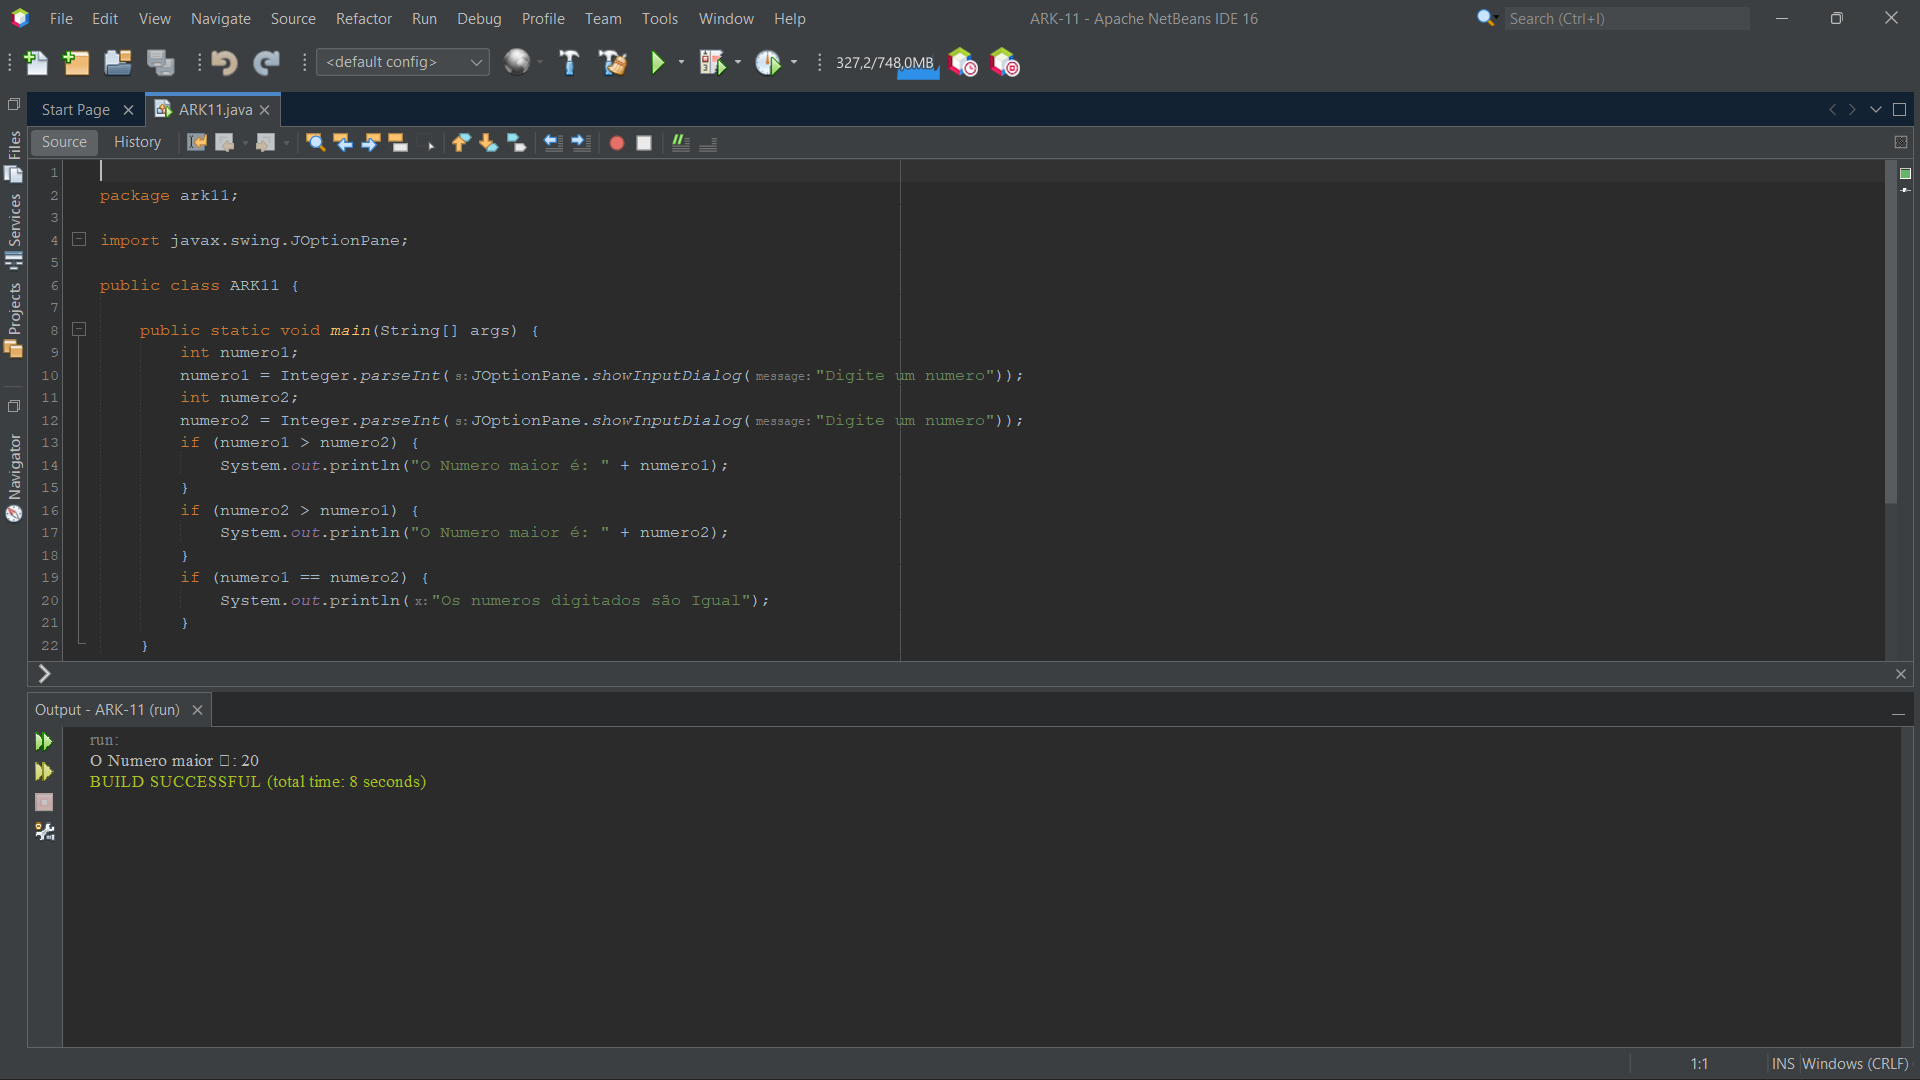 File Edit View Navigate Source Refactor Run Debug Profile Team Tools Window Help ARK-11 - Apache NetBeans IDE 16 Search (Ctrl+I)
<default config> 327,2/748,0MB
Start Page ARK11.java
Source History
Files
Services
Projects
Navigator
1
2 package ark11;
3
4 import javax.swing.JOptionPane;
5
6 public class ARK11 {
7
8 public static void main(String[] args) {
9 int numero1;
10 numero1 = Integer.parseInt( s: JOptionPane.showInputDialog( message: "Digite um numero"));
11 int numero2;
12 numero2 = Integer.parseInt( s: JOptionPane.showInputDialog( message: "Digite um numero"));
13 if (numero1 > numero2) {
14 System.out.println("O Numero maior é: " + numero1);
15 }
16 if (numero2 > numero1) {
17 System.out.println("O Numero maior é: " + numero2);
18 }
19 if (numero1 == numero2) {
20 System.out.println( x: "Os numeros digitados são Igual");
21 }
22 }
Output - ARK-11 (run)
run:
O Numero maior □: 20
BUILD SUCCESSFUL (total time: 8 seconds)
1:1 INS Windows (CRLF)